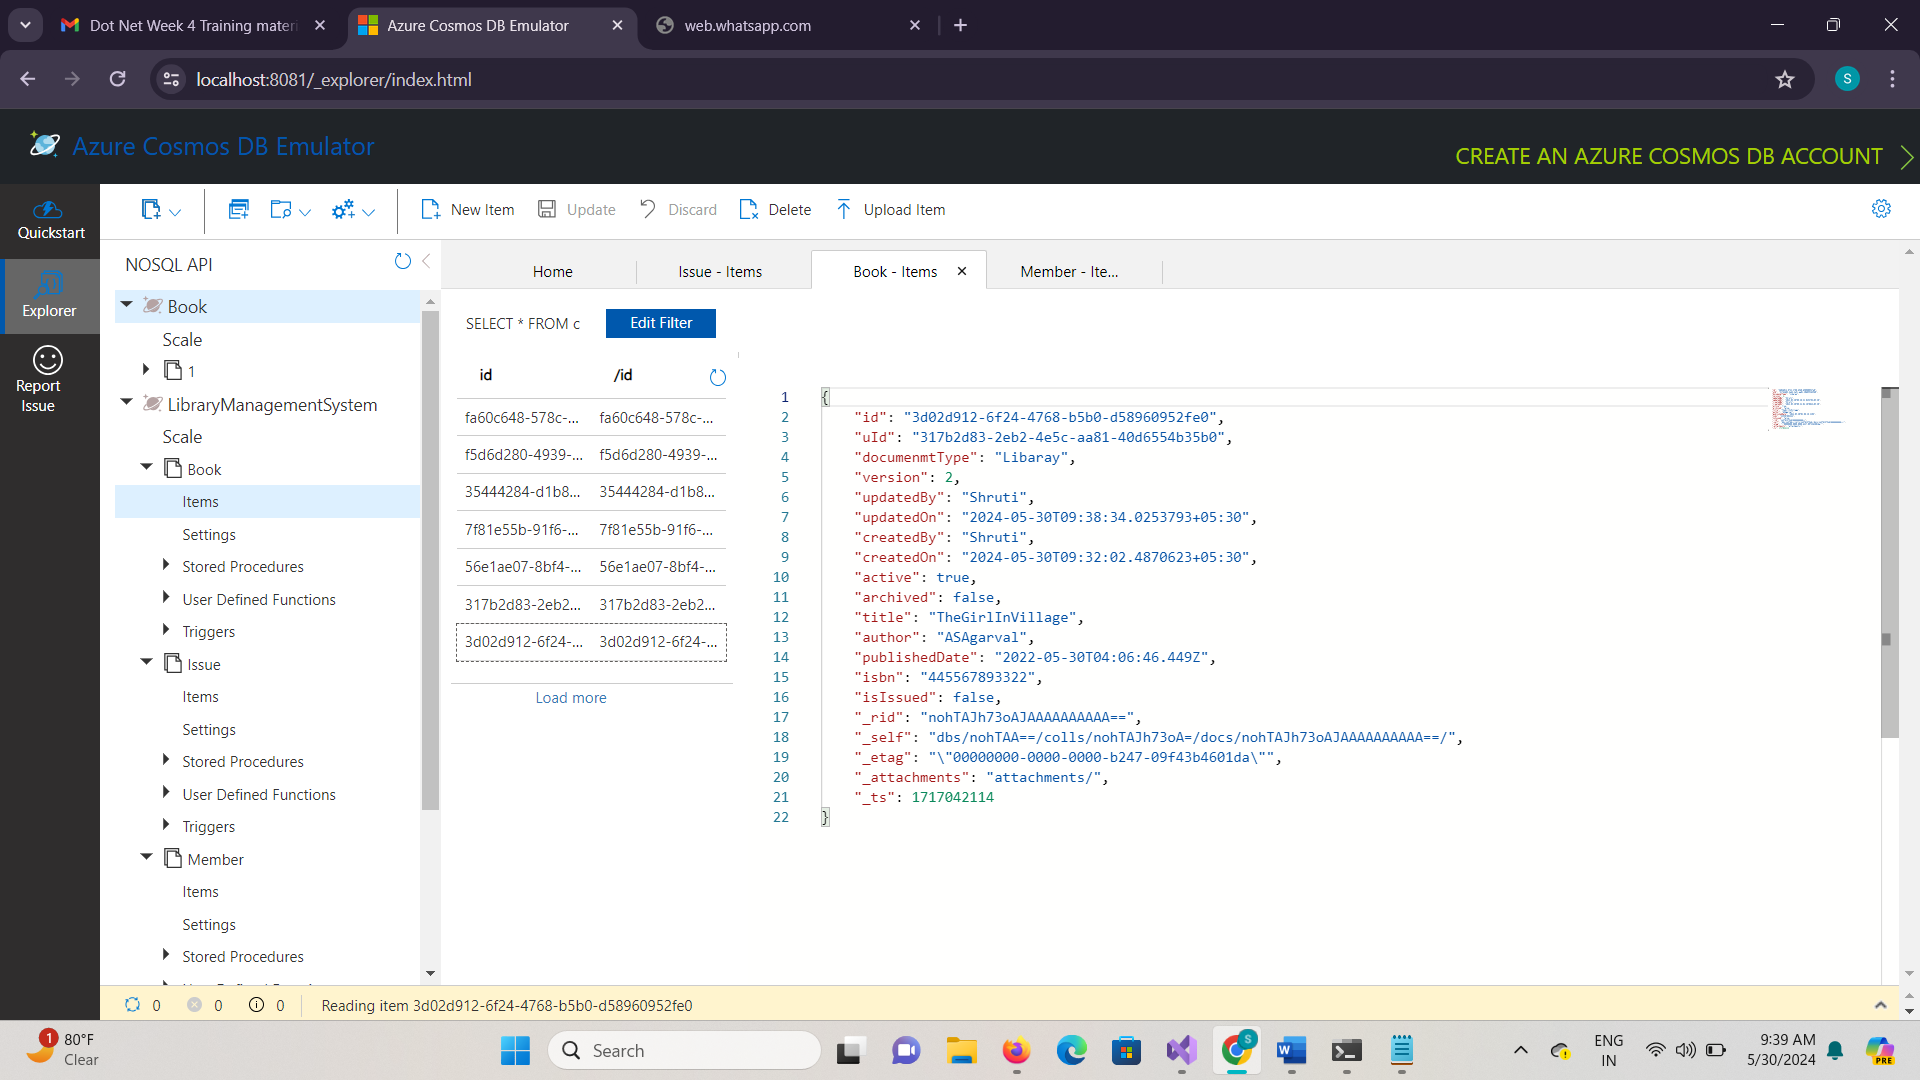 Dot Net Week 4 Training materi
Azure Cosmos DB Emulator
web.whatsapp.com
localhost:8081/_explorer/index.html
S
Azure Cosmos DB Emulator
CREATE AN AZURE COSMOS DB ACCOUNT
Quickstart
Explorer
Report
Issue
New Item
Update
Discard
Delete
Upload Item
NOSQL API
Book
Scale
1
LibraryManagementSystem
Scale
Book
Items
Settings
Stored Procedures
User Defined Functions
Triggers
Issue
Items
Settings
Stored Procedures
User Defined Functions
Triggers
Member
Items
Settings
Stored Procedures
Home
Issue - Items
Book - Items
Member - Ite...
SELECT * FROM c
Edit Filter
id /id
fa60c648-578c-... fa60c648-578c-...
f5d6d280-4939-... f5d6d280-4939-...
35444284-d1b8... 35444284-d1b8...
7f81e55b-91f6-... 7f81e55b-91f6-...
56e1ae07-8bf4-... 56e1ae07-8bf4-...
317b2d83-2eb2... 317b2d83-2eb2...
3d02d912-6f24-... 3d02d912-6f24-...
Load more
1 {
2 "id": "3d02d912-6f24-4768-b5b0-d58960952fe0",
3 "uId": "317b2d83-2eb2-4e5c-aa81-40d6554b35b0",
4 "documenmtType": "Libaray",
5 "version": 2,
6 "updatedBy": "Shruti",
7 "updatedOn": "2024-05-30T09:38:34.0253793+05:30",
8 "createdBy": "Shruti",
9 "createdOn": "2024-05-30T09:32:02.4870623+05:30",
10 "active": true,
11 "archived": false,
12 "title": "TheGirlInVillage",
13 "author": "ASAgarval",
14 "publishedDate": "2022-05-30T04:06:46.449Z",
15 "isbn": "445567893322",
16 "isIssued": false,
17 "_rid": "nohTAJh73oAJAAAAAAAAAA==",
18 "_self": "dbs/nohTAA==/colls/nohTAJh73oA=/docs/nohTAJh73oAJAAAAAAAAAA==/",
19 "_etag": "\"00000000-0000-0000-b247-09f43b4601da\"",
20 "_attachments": "attachments/",
21 "_ts": 1717042114
22 }
0 0 0 Reading item 3d02d912-6f24-4768-b5b0-d58960952fe0
1
80°F
Clear
Search
S
PRE
ENG
IN
9:39 AM
5/30/2024